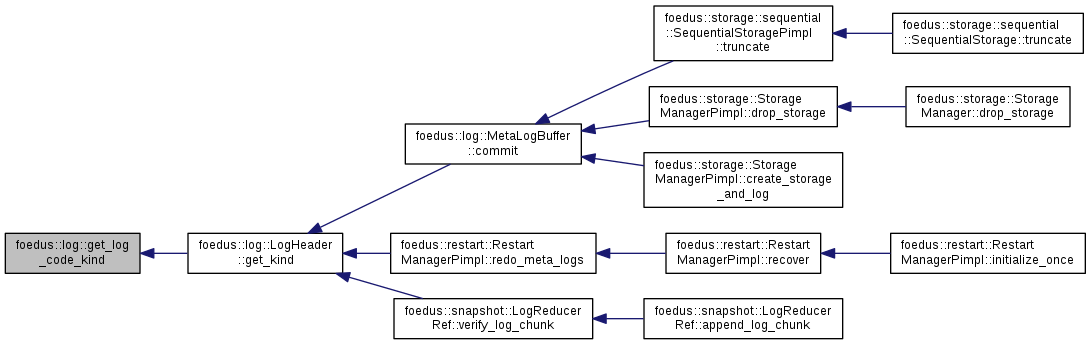 foedus::storage::sequential
::SequentialStoragePimpl
::truncate
foedus::storage::sequential
::SequentialStorage::truncate
foedus::storage::Storage
ManagerPimpl::drop_storage
foedus::storage::Storage
Manager::drop_storage
foedus::log::MetaLogBuffer
::commit
foedus::storage::Storage
ManagerPimpl::create_storage
_and_log
foedus::log::get_log
_code_kind
foedus::log::LogHeader
::get_kind
foedus::restart::Restart
ManagerPimpl::redo_meta_logs
foedus::restart::Restart
ManagerPimpl::recover
foedus::restart::Restart
ManagerPimpl::initialize_once
foedus::snapshot::LogReducer
Ref::verify_log_chunk
foedus::snapshot::LogReducer
Ref::append_log_chunk